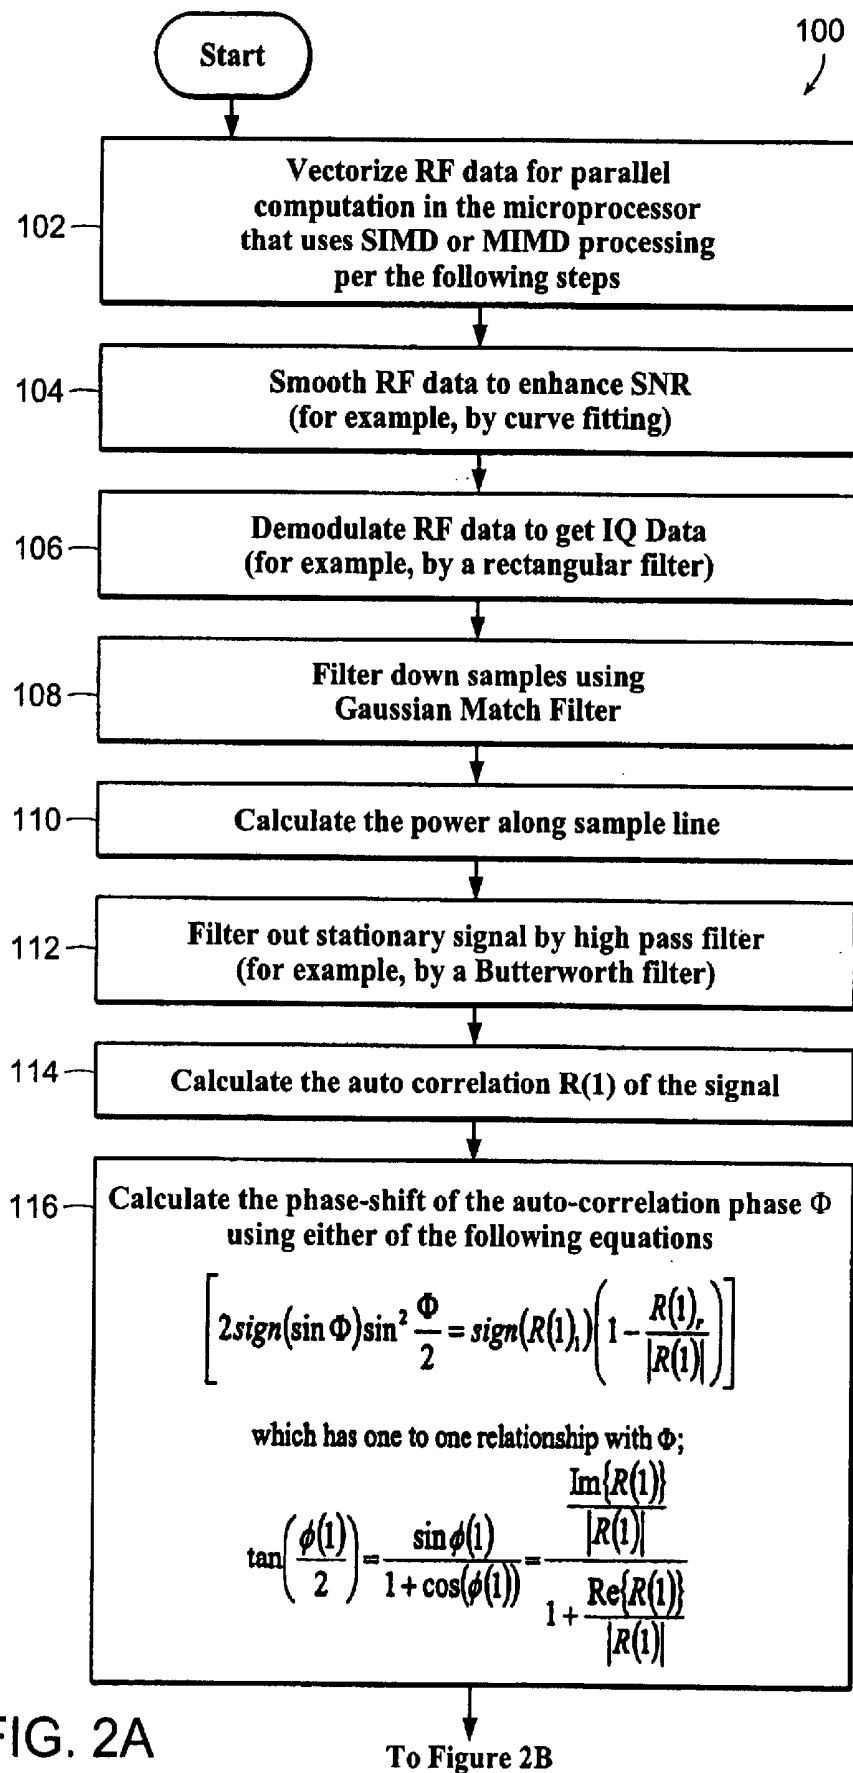 Start
100
102
Vectorize RF data for parallel
computation in the microprocessor
that uses SIMD or MIMD processing
per the following steps
104
Smooth RF data to enhance SNR
(for example, by curve fitting)
106
Demodulate RF data to get IQ Data
(for example, by a rectangular filter)
108
Filter down samples using
Gaussian Match Filter
110
Calculate the power along sample line
112
Filter out stationary signal by high pass filter
(for example, by a Butterworth filter)
114
Calculate the auto correlation R(1) of the signal
116
Calculate the phase-shift of the auto-correlation phase Φ
using either of the following equations
[2sign(sin Φ)sin² Φ/2 = sign(R(1)₁)(1 - R(1)ᵣ/|R(1)|)]
which has one to one relationship with Φ;
tan(ϕ(1)/2) = sin ϕ(1)/(1 + cos(ϕ(1))) = (Im{R(1)}/|R(1)|)/(1 + Re{R(1)}/|R(1)|)
FIG. 2A
To Figure 2B